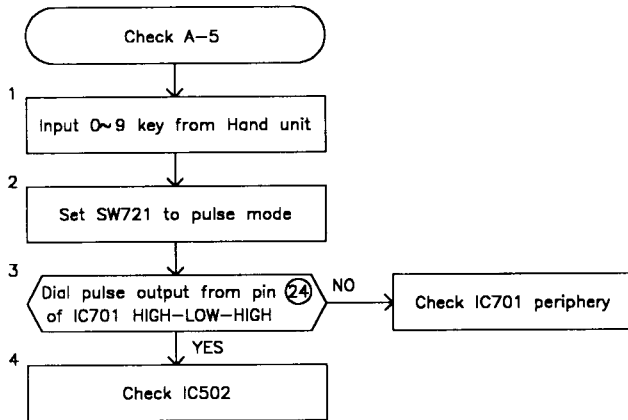 Check A-5
1
Input 0~9 key from Hand unit
2
Set SW721 to pulse mode
3
Dial pulse output from pin 24
of IC701 HIGH-LOW-HIGH
NO
Check IC701 periphery
YES
4
Check IC502